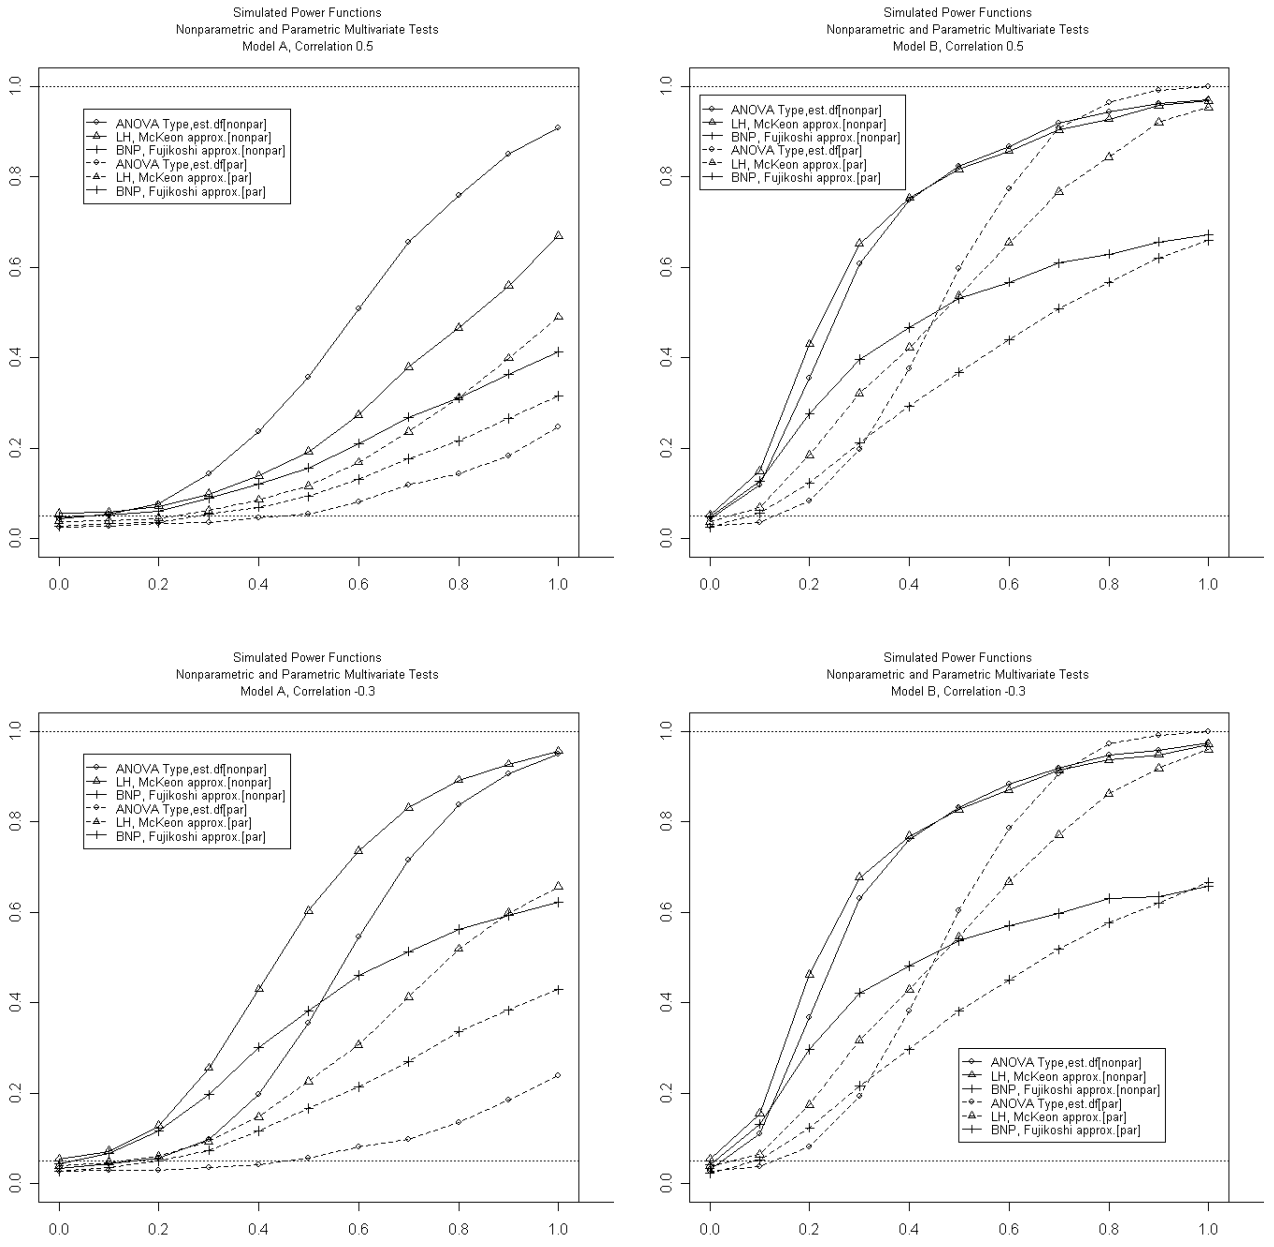 Simulated Power Functions
Nonparametric and Parametric Multivariate Tests
Model A, Correlation 0.5
1.0
0.8
0.6
0.4
0.2
0.0
ANOVA Type,est.df[nonpar]
LH, McKeon approx.[nonpar]
BNP, Fujikoshi approx.[nonpar]
ANOVA Type,est.df[par]
LH, McKeon approx.[par]
BNP, Fujikoshi approx.[par]
0.0 0.2 0.4 0.6 0.8 1.0
Simulated Power Functions
Nonparametric and Parametric Multivariate Tests
Model B, Correlation 0.5
1.0
0.8
0.6
0.4
0.2
0.0
ANOVA Type,est.df[nonpar]
LH, McKeon approx.[nonpar]
BNP, Fujikoshi approx.[nonpar]
ANOVA Type,est.df[par]
LH, McKeon approx.[par]
BNP, Fujikoshi approx.[par]
0.0 0.2 0.4 0.6 0.8 1.0
Simulated Power Functions
Nonparametric and Parametric Multivariate Tests
Model A, Correlation -0.3
1.0
0.8
0.6
0.4
0.2
0.0
ANOVA Type,est.df[nonpar]
LH, McKeon approx.[nonpar]
BNP, Fujikoshi approx.[nonpar]
ANOVA Type,est.df[par]
LH, McKeon approx.[par]
BNP, Fujikoshi approx.[par]
0.0 0.2 0.4 0.6 0.8 1.0
Simulated Power Functions
Nonparametric and Parametric Multivariate Tests
Model B, Correlation -0.3
1.0
0.8
0.6
0.4
0.2
0.0
ANOVA Type,est.df[nonpar]
LH, McKeon approx.[nonpar]
BNP, Fujikoshi approx.[nonpar]
ANOVA Type,est.df[par]
LH, McKeon approx.[par]
BNP, Fujikoshi approx.[par]
0.0 0.2 0.4 0.6 0.8 1.0